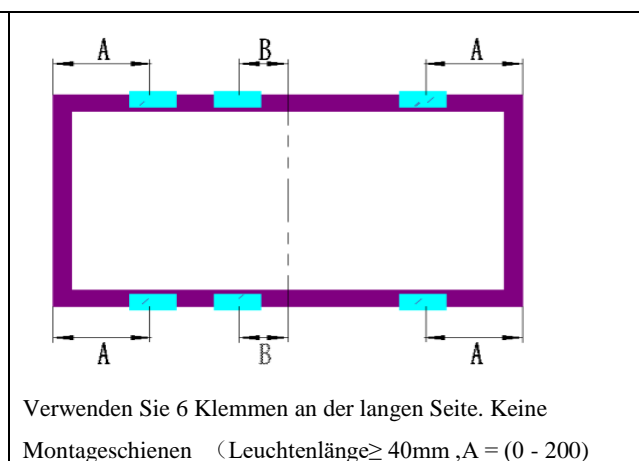 A B A
A B A
Verwenden Sie 6 Klemmen an der langen Seite. Keine
Montageschienen （Leuchtenlänge≥ 40mm ,A = (0 - 200)